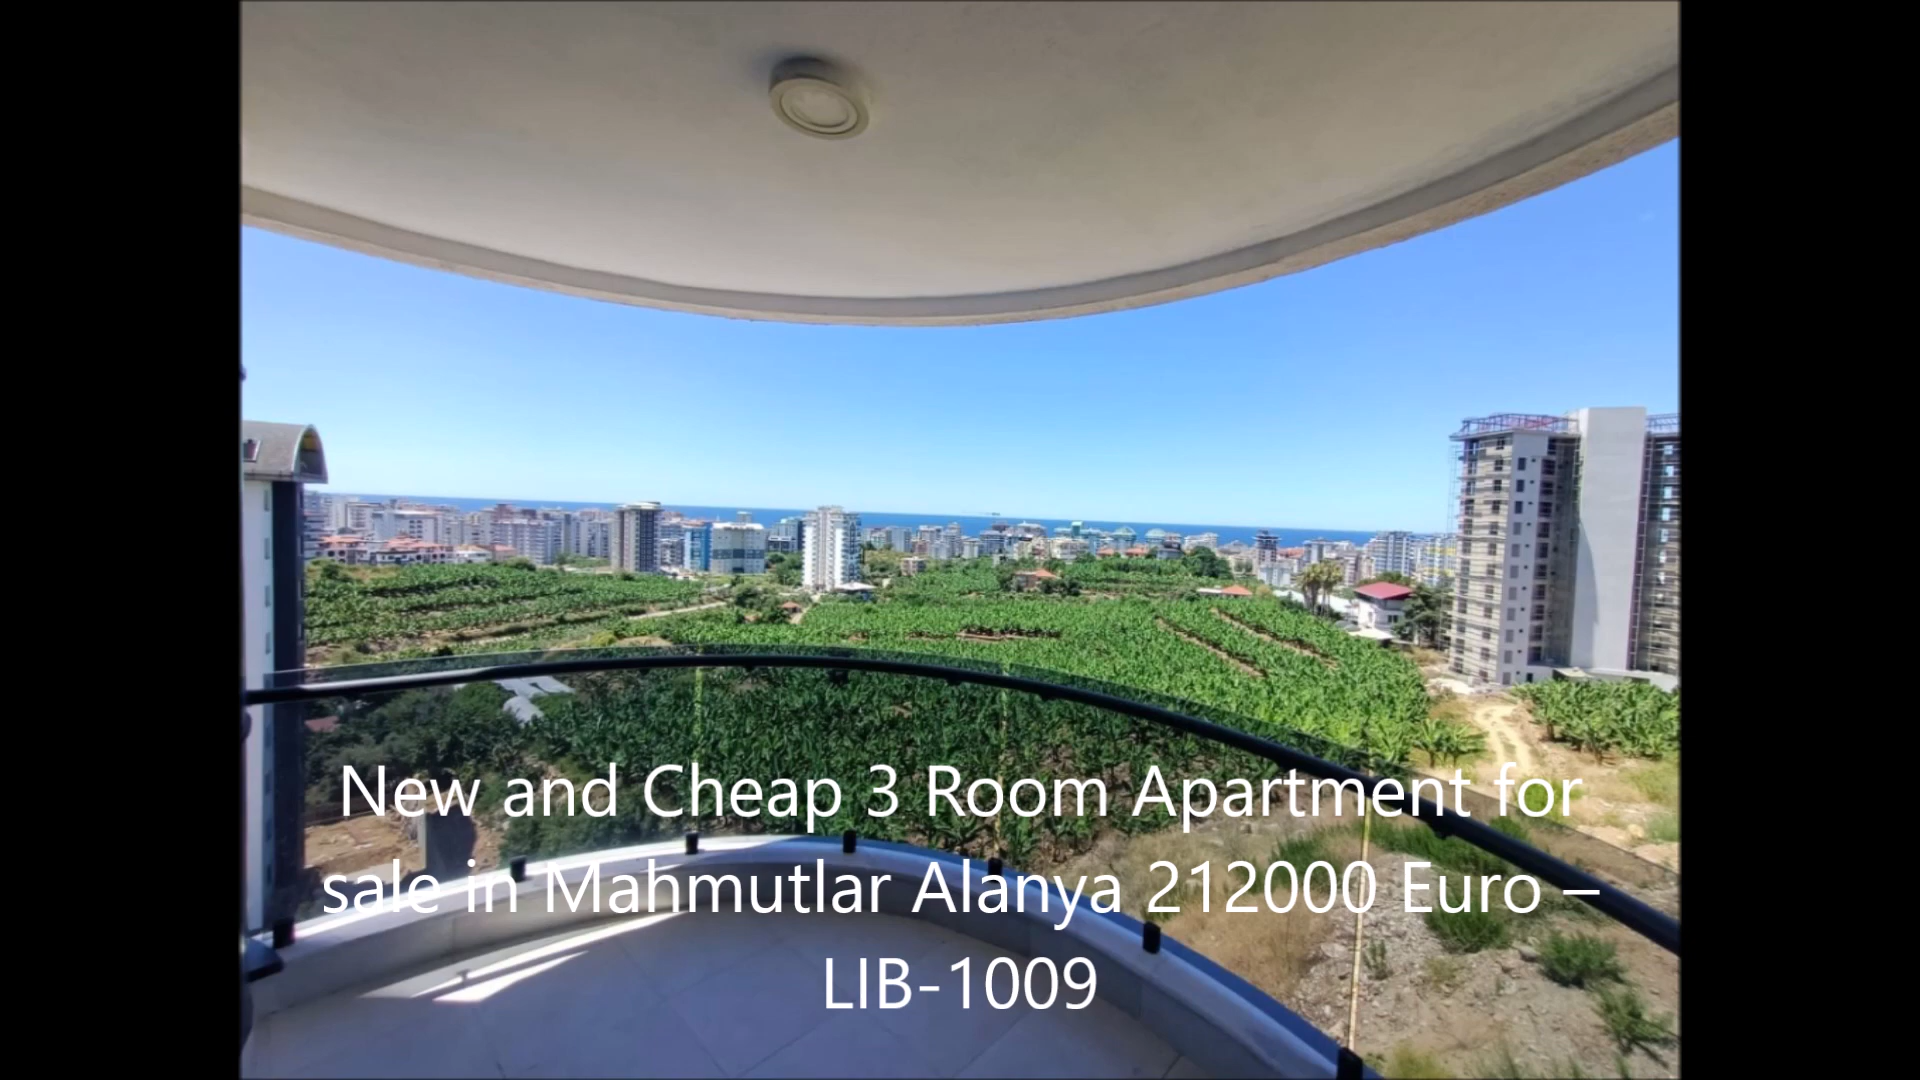 New and Cheap 3 Room Apartment for
sale in Mahmutlar Alanya 212000 Euro –
LIB-1009